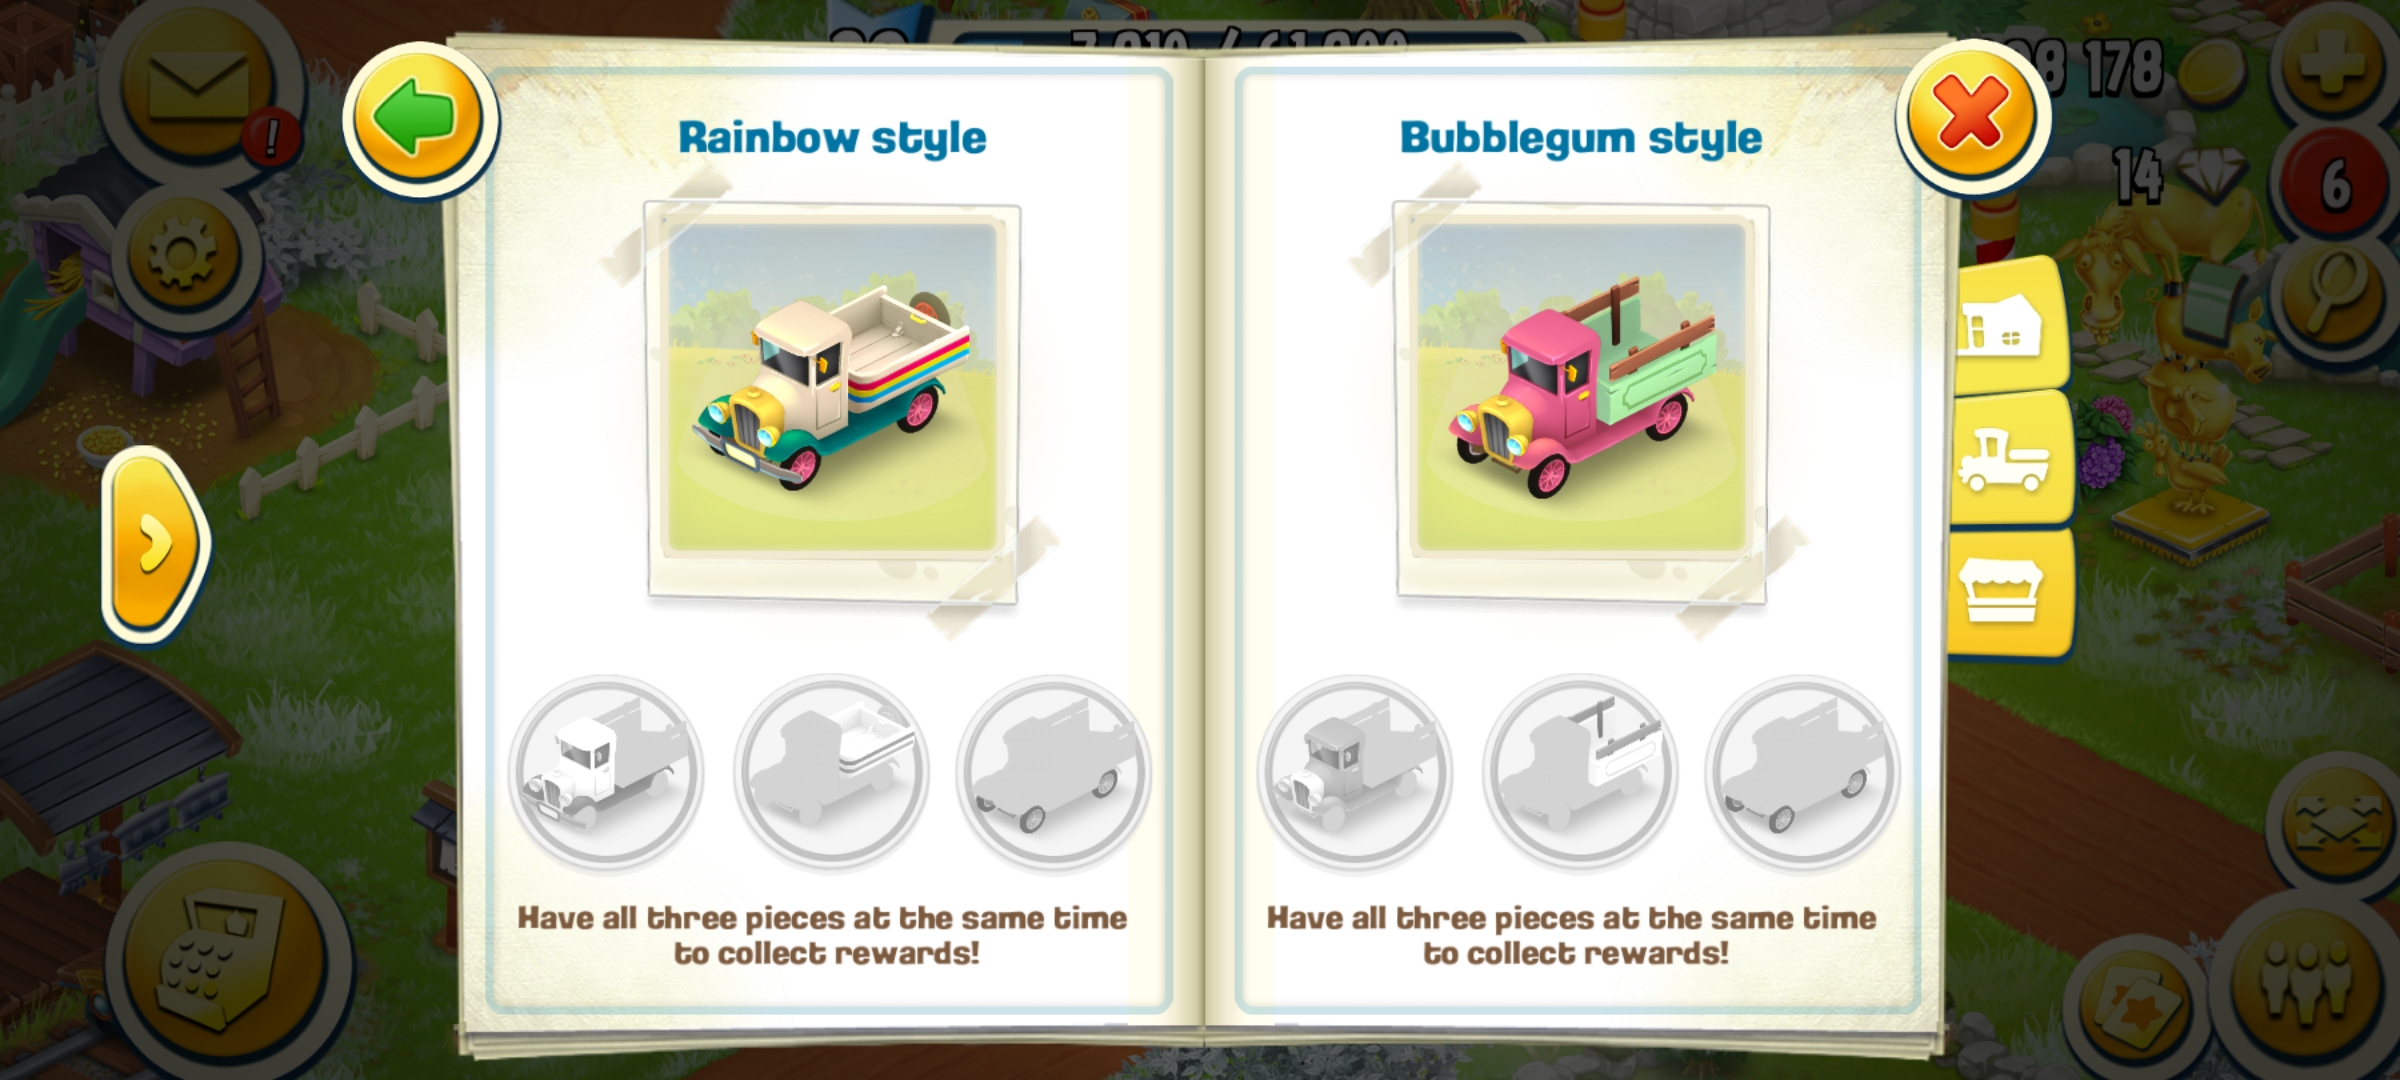 Rainbow style
Bubblegum style
178
14
6
!
Have all three pieces at the same time
to collect rewards!
Have all three pieces at the same time
to collect rewards!